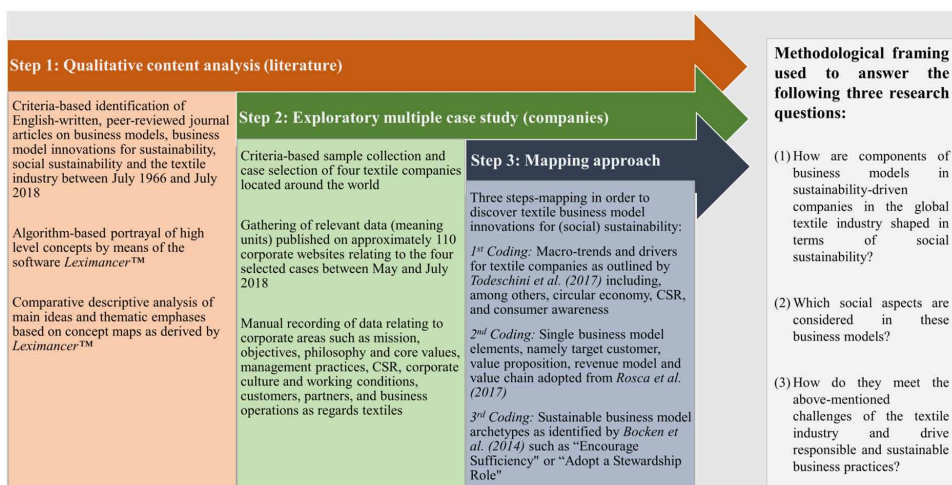 Step 1: Qualitative content analysis (literature)
Criteria-based identification of
English-written, peer-reviewed journal
articles on business models, business
model innovations for sustainability,
social sustainability and the textile
industry between July 1966 and July
2018
Algorithm-based portrayal of high
level concepts by means of the
software Leximancer™
Comparative descriptive analysis of
main ideas and thematic emphases
based on concept maps as derived by
Leximancer™
Step 2: Exploratory multiple case study (companies)
Criteria-based sample collection and
case selection of four textile companies
located around the world
Gathering of relevant data (meaning
units) published on approximately 110
corporate websites relating to the four
selected cases between May and July
2018
Manual recording of data relating to
corporate areas such as mission,
objectives, philosophy and core values,
management practices, CSR, corporate
culture and working conditions,
customers, partners, and business
operations as regards textiles
Step 3: Mapping approach
Three steps-mapping in order to
discover textile business model
innovations for (social) sustainability:
1st Coding: Macro-trends and drivers
for textile companies as outlined by
Todeschini et al. (2017) including,
among others, circular economy, CSR,
and consumer awareness
2nd Coding: Single business model
elements, namely target customer,
value proposition, revenue model and
value chain adopted from Rosca et al.
(2017)
3rd Coding: Sustainable business model
archetypes as identified by Bocken et
al. (2014) such as “Encourage
Sufficiency" or “Adopt a Stewardship
Role"
Methodological framing
used to answer the
following three research
questions:
(1) How are components of
business models in
sustainability-driven
companies in the global
textile industry shaped in
terms of social
sustainability?
(2) Which social aspects are
considered in these
business models?
(3) How do they meet the
above-mentioned
challenges of the textile
industry and drive
responsible and sustainable
business practices?